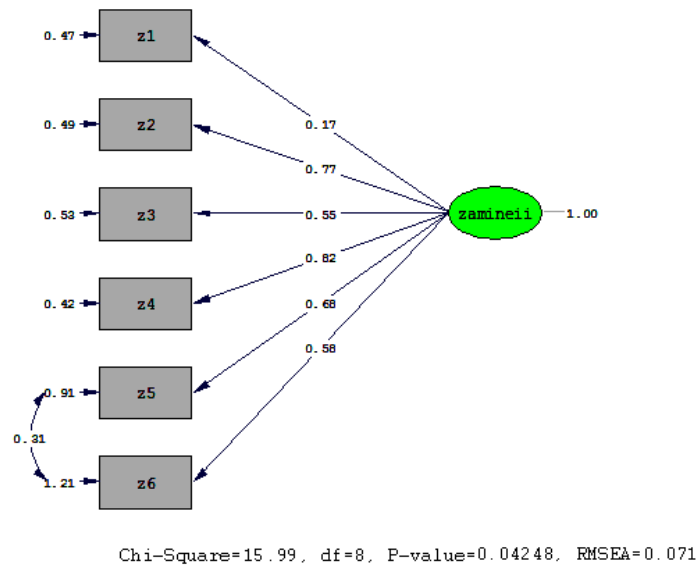 0.47 z1
0.17
0.49 z2
0.77
0.53 z3 0.55 zamineii 1.00
0.82
0.42 z4
0.68
0.58
0.91 z5
0.31
1.21 z6
Chi-Square=15.99, df=8, P-value=0.04248, RMSEA=0.071